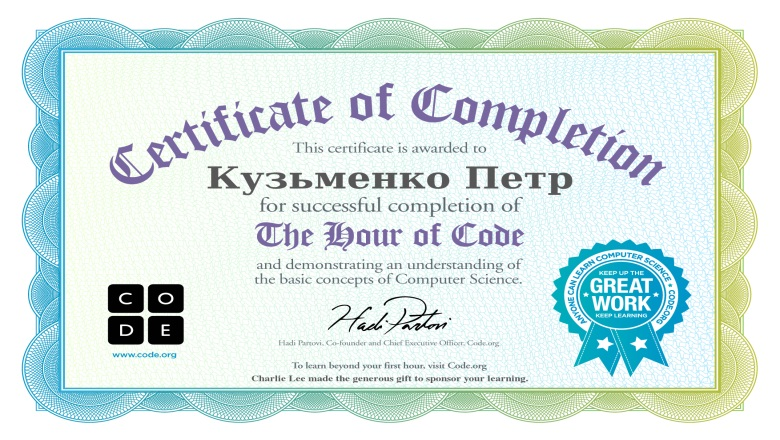 Certificate of Completion
This certificate is awarded to
Кузьменко Петр
for successful completion of
The Hour of Code
and demonstrating an understanding of
the basic concepts of Computer Science.
C O
D E
www.code.org
Hadi Partovi
Hadi Partovi, Co-founder and Chief Executive Officer, Code.org
ANYONE CAN LEARN COMPUTER SCIENCE • CODE.ORG •
KEEP UP THE
GREAT
WORK
KEEP LEARNING
To learn beyond your first hour, visit Code.org
Charlie Lee made the generous gift to sponsor your learning.